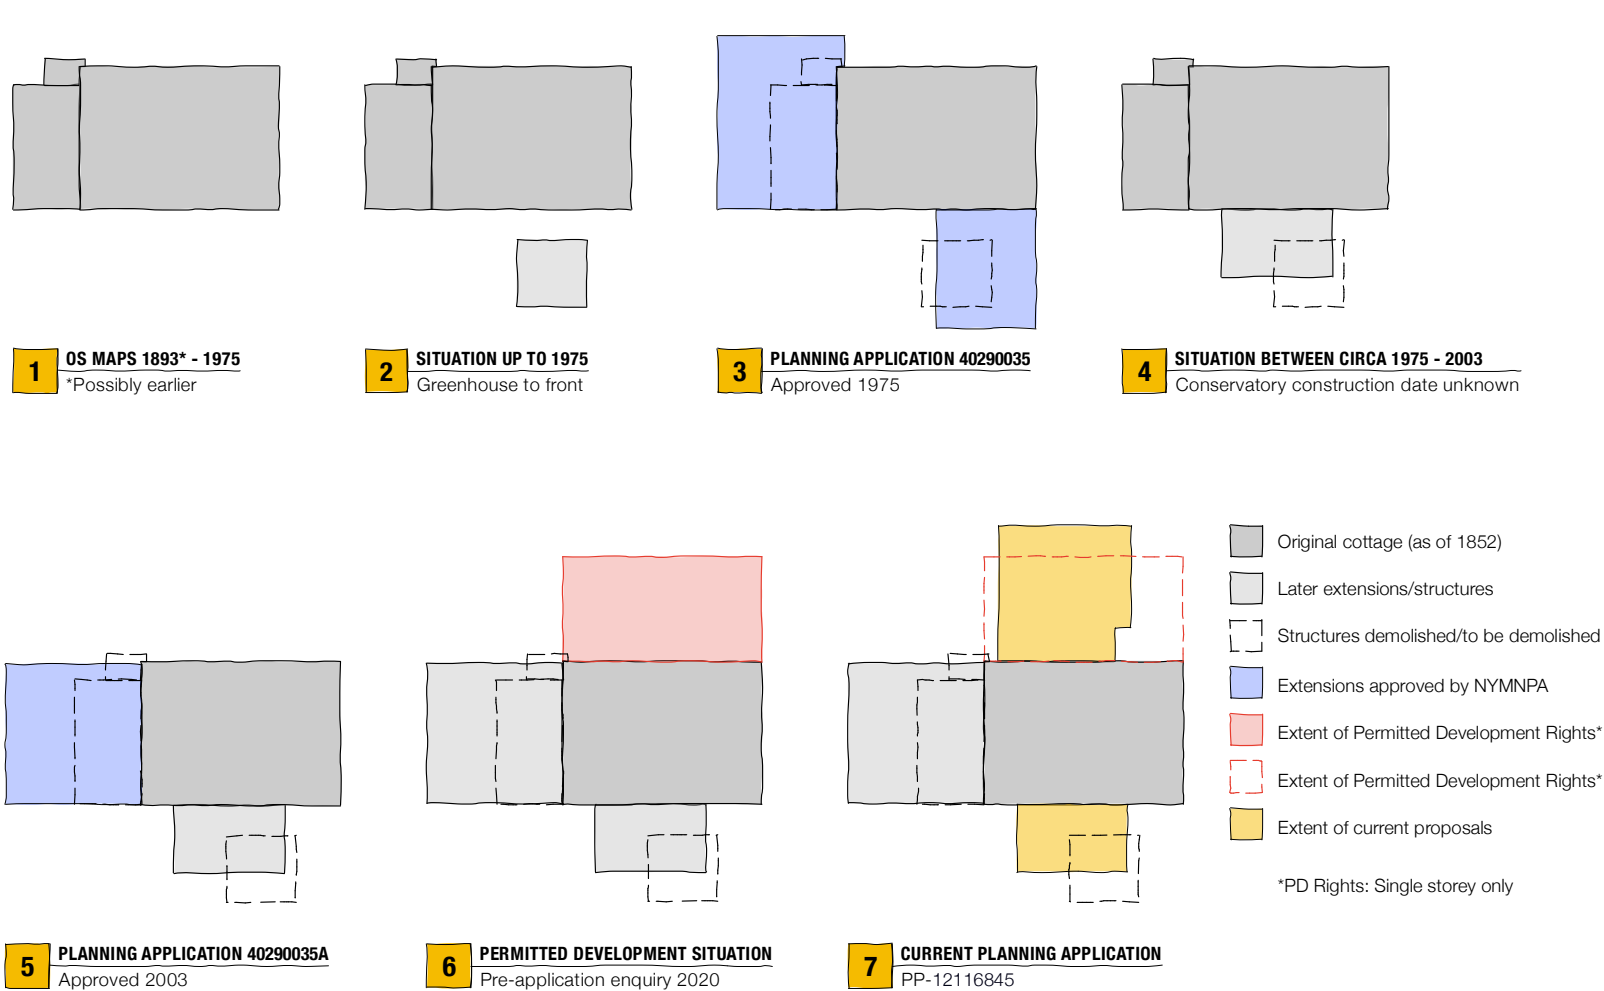 1
OS MAPS 1893* - 1975
*Possibly earlier
2
SITUATION UP TO 1975
Greenhouse to front
3
PLANNING APPLICATION 40290035
Approved 1975
4
SITUATION BETWEEN CIRCA 1975 - 2003
Conservatory construction date unknown
Original cottage (as of 1852)
Later extensions/structures
Structures demolished/to be demolished
Extensions approved by NYMNPA
Extent of Permitted Development Rights*
Extent of Permitted Development Rights*
Extent of current proposals
*PD Rights: Single storey only
5
PLANNING APPLICATION 40290035A
Approved 2003
6
PERMITTED DEVELOPMENT SITUATION
Pre-application enquiry 2020
7
CURRENT PLANNING APPLICATION
PP-12116845